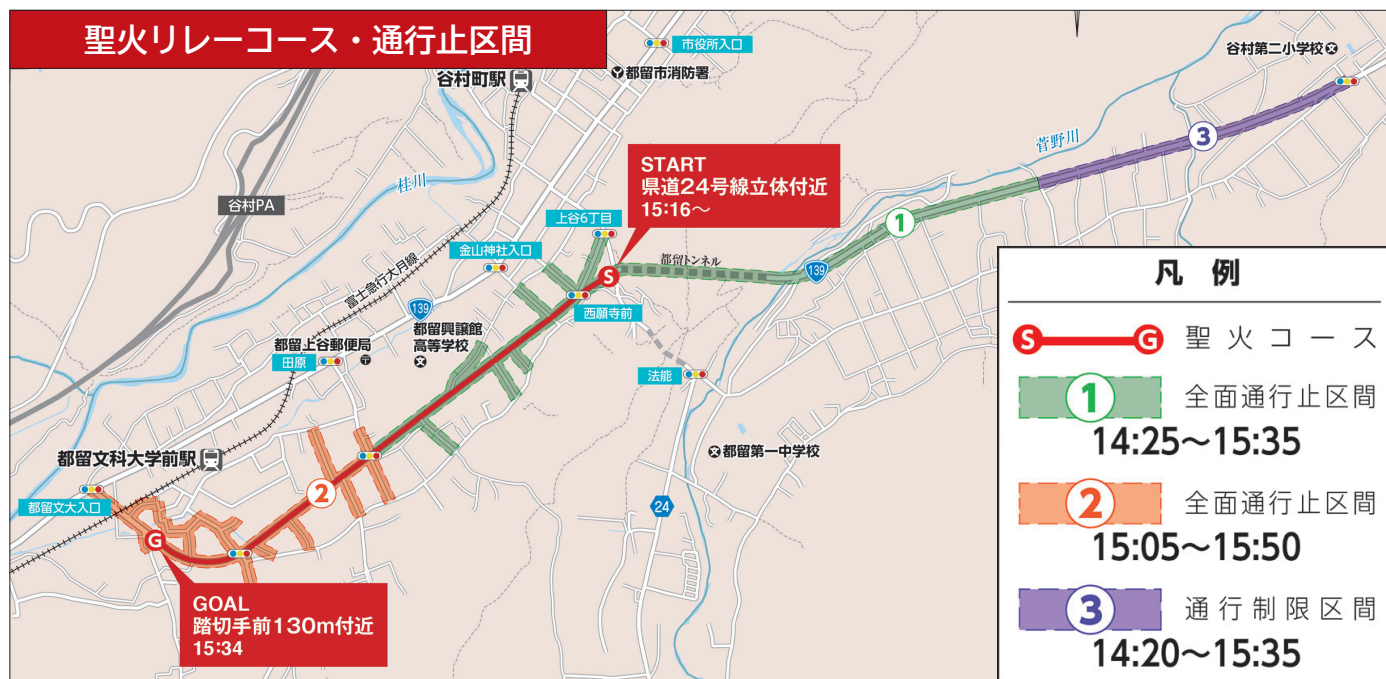 聖火リレーコース・通行止区間
市役所入口
谷村第二小学校
谷村町駅
都留市消防署
菅野川
3
START
県道24号線立体付近
15:16～
桂川
谷村PA
上谷6丁目
1
金山神社入口
S
都留トンネル
139
富士急行大月線
139
西願寺前
都留興譲館
高等学校
都留上谷郵便局
田原
法能
都留第一中学校
都留文科大学前駅
2
都留文大入口
24
G
GOAL
踏切手前130m付近
15:34
凡例
S G 聖火コース
1 全面通行止区間
14:25～15:35
2 全面通行止区間
15:05～15:50
3 通行制限区間
14:20～15:35